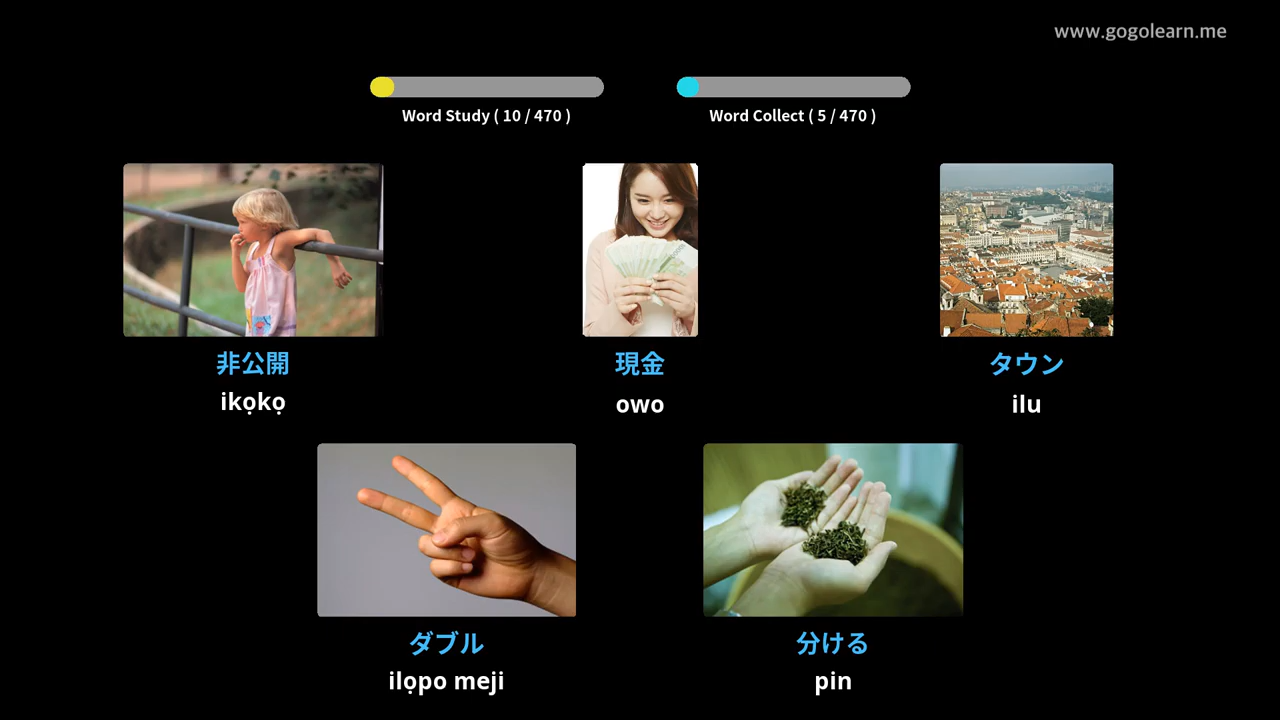 www.gogolearn.me
Word Study ( 10 / 470 )
Word Collect ( 5 / 470 )
非公開
ikọkọ
現金
owo
タウン
ilu
ダブル
ilọpo meji
分ける
pin